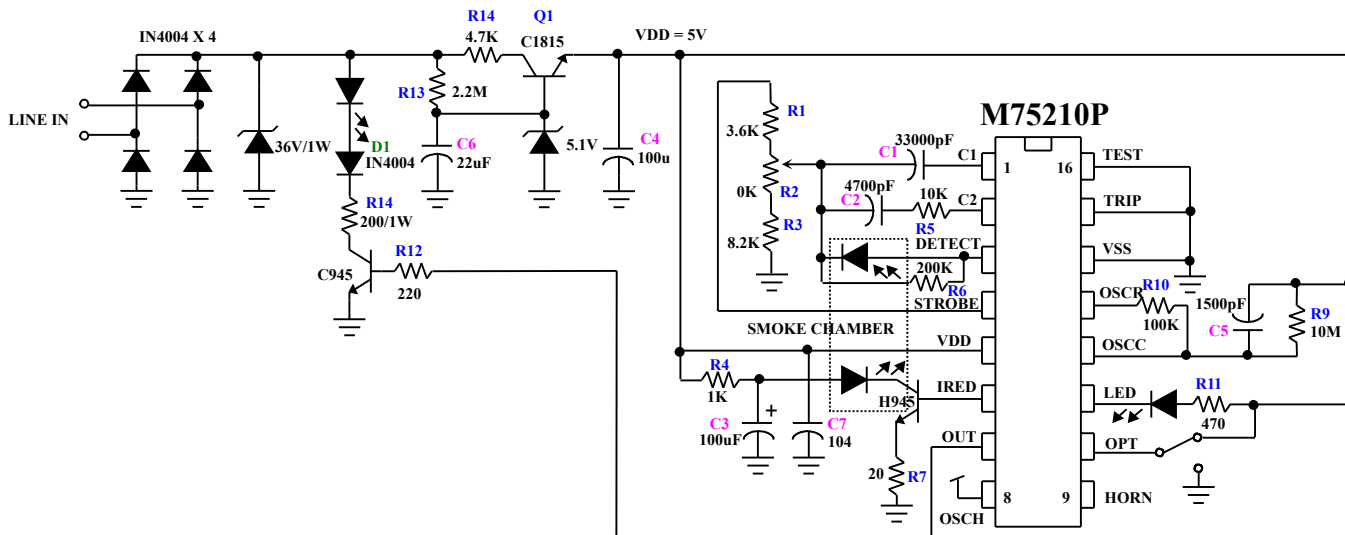 IN4004 X 4
R14
4.7K
Q1
C1815
VDD = 5V
LINE IN
R13
2.2M
36V/1W
D1
IN4004
C6
22uF
5.1V
C4
100u
R14
200/1W
C945
R12
220
R1
3.6K
R2
0K
R3
8.2K
C1
33000pF
C1
4700pF
C2
10K
R5
C2
DETECT
200K
R6
STROBE
SMOKE CHAMBER
VDD
R4
1K
C3
+
100uF
C7
104
H945
IRED
20
R7
OUT
OSCH
M75210P
1
16
8
9
TEST
TRIP
VSS
OSCR
R10
100K
OSCC
1500pF
C5
R9
10M
LED
R11
470
OPT
HORN